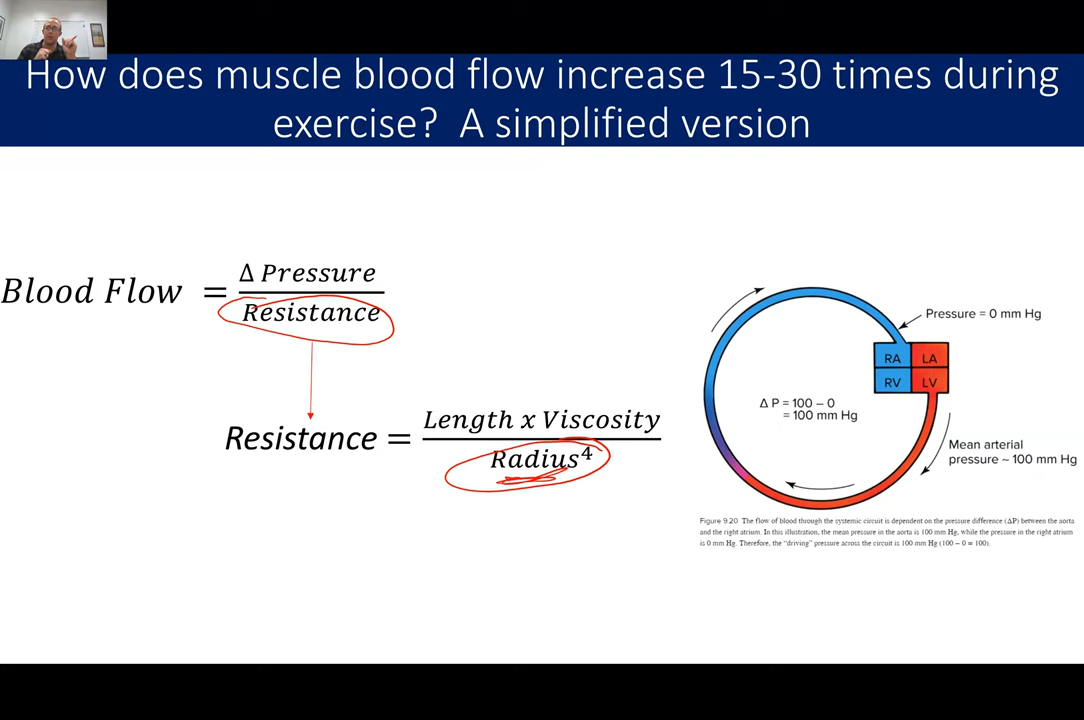 How does muscle blood flow increase 15-30 times during
exercise? A simplified version
Blood Flow = Δ Pressure / Resistance
Resistance = Length x Viscosity / Radius⁴
Pressure = 0 mm Hg
RA LA
RV LV
Δ P = 100 – 0
= 100 mm Hg
Mean arterial
pressure ~ 100 mm Hg
Figure 9.20 The flow of blood through the systemic circuit is dependent on the pressure difference (ΔP) between the aorta
and the right atrium. In this illustration, the mean pressure in the aorta is 100 mm Hg, while the pressure in the right atrium
is 0 mm Hg. Therefore, the “driving” pressure across the circuit is 100 mm Hg (100 – 0 = 100).